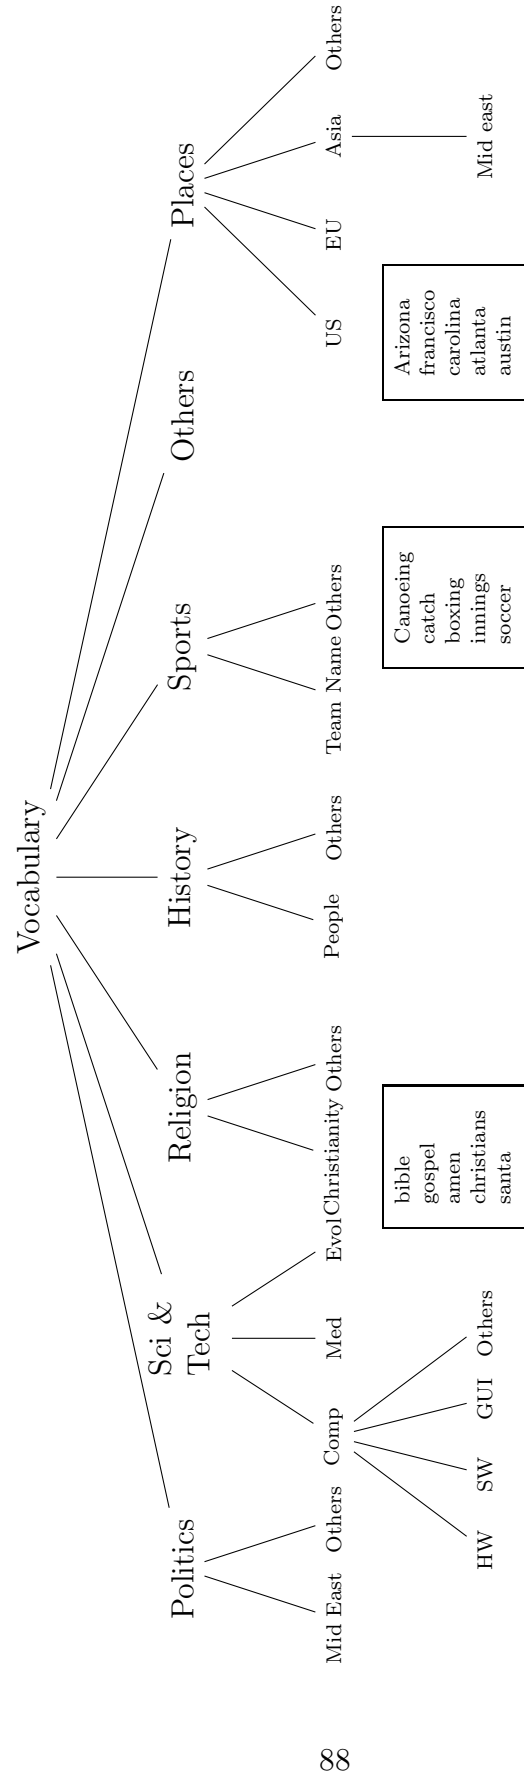 Vocabulary
Politics
Sci &
Tech
Religion
History
Sports
Others
Places
Mid East
Others
Comp
Med
Evol
Christianity
Others
People
Others
Team Name
Others
US
EU
Asia
Others
HW
SW
GUI
Others
Mid east
bible
gospel
amen
christians
santa
Canoeing
catch
boxing
innings
soccer
Arizona
francisco
carolina
atlanta
austin
88